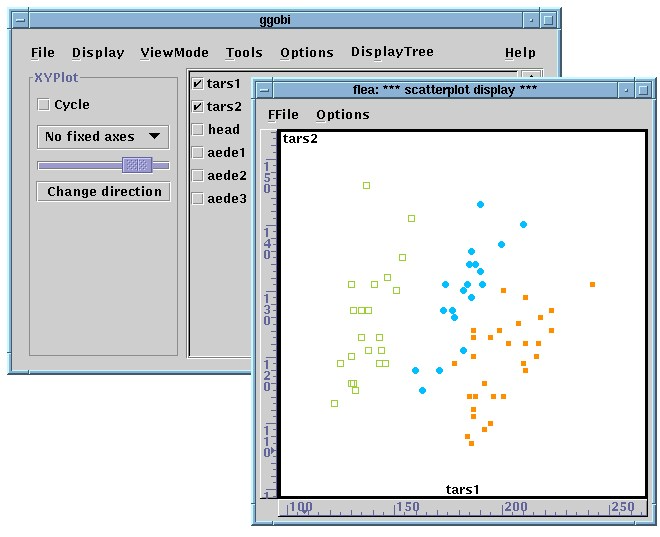 ggobi
File Display ViewMode Tools Options DisplayTree Help
XYPlot
Cycle
No fixed axes
Change direction
tars1
tars2
head
aede1
aede2
aede3
flea: *** scatterplot display ***
FFile Options
tars2
150
140
130
120
110
tars1
100 150 200 250